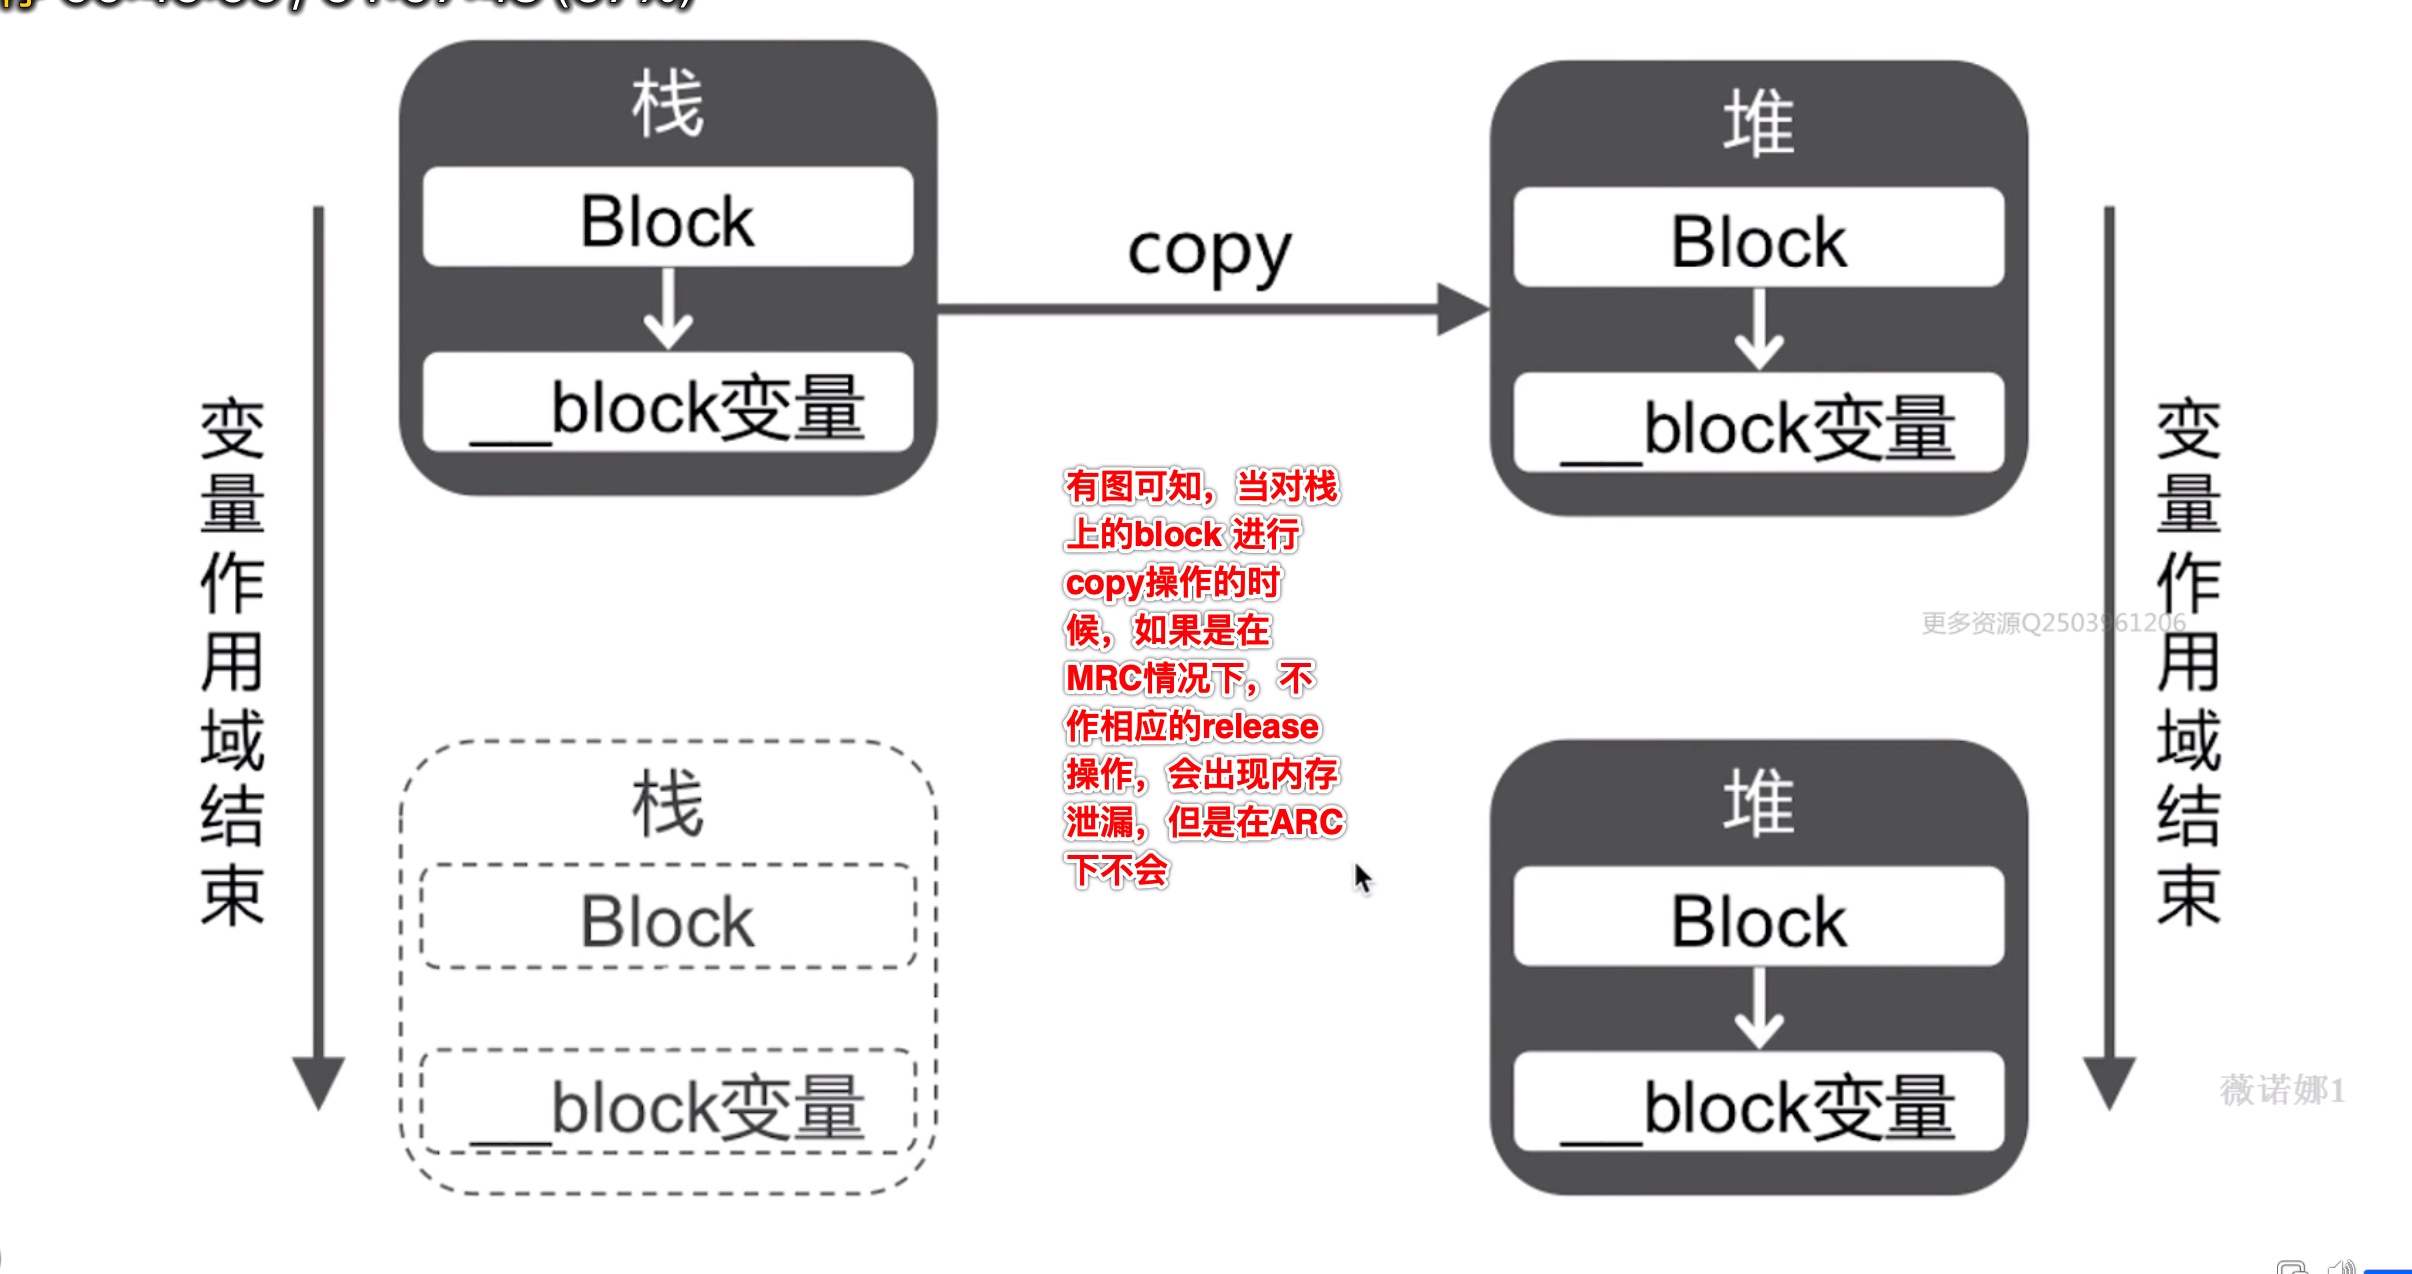 栈
Block
__block变量
copy
堆
Block
__block变量
变量作用域结束
有图可知，当对栈
上的block 进行
copy操作的时
候，如果是在
MRC情况下，不
作相应的release
操作，会出现内存
泄漏，但是在ARC
下不会
变量作用域结束
更多资源Q2503961206
栈
Block
__block变量
堆
Block
__block变量
薇诺娜1